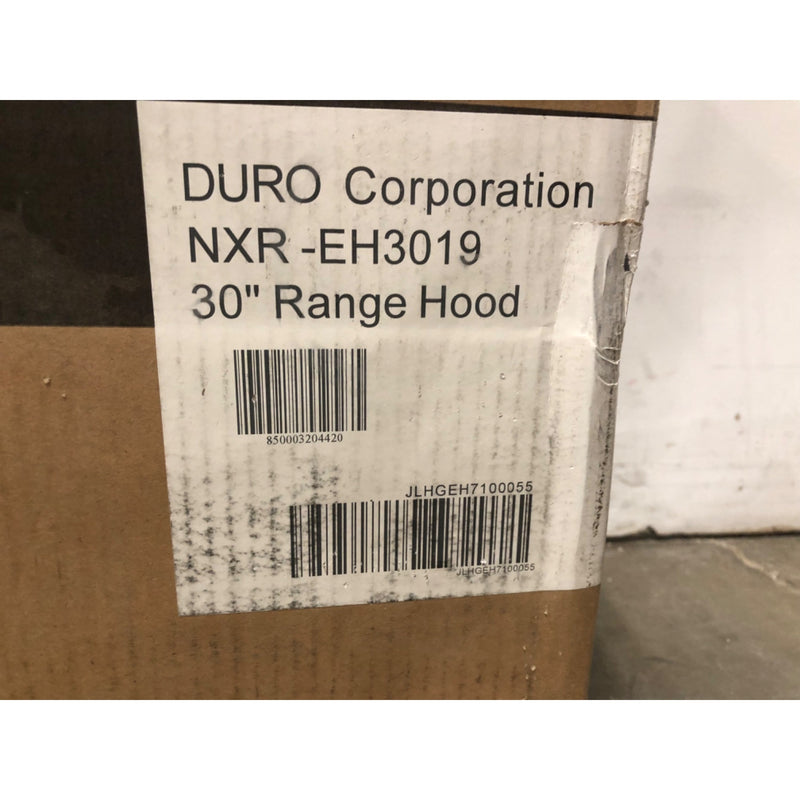 DURO Corporation
NXR -EH3019
30" Range Hood
850003204420
JLHGEH7100055
JLHGEH7100055